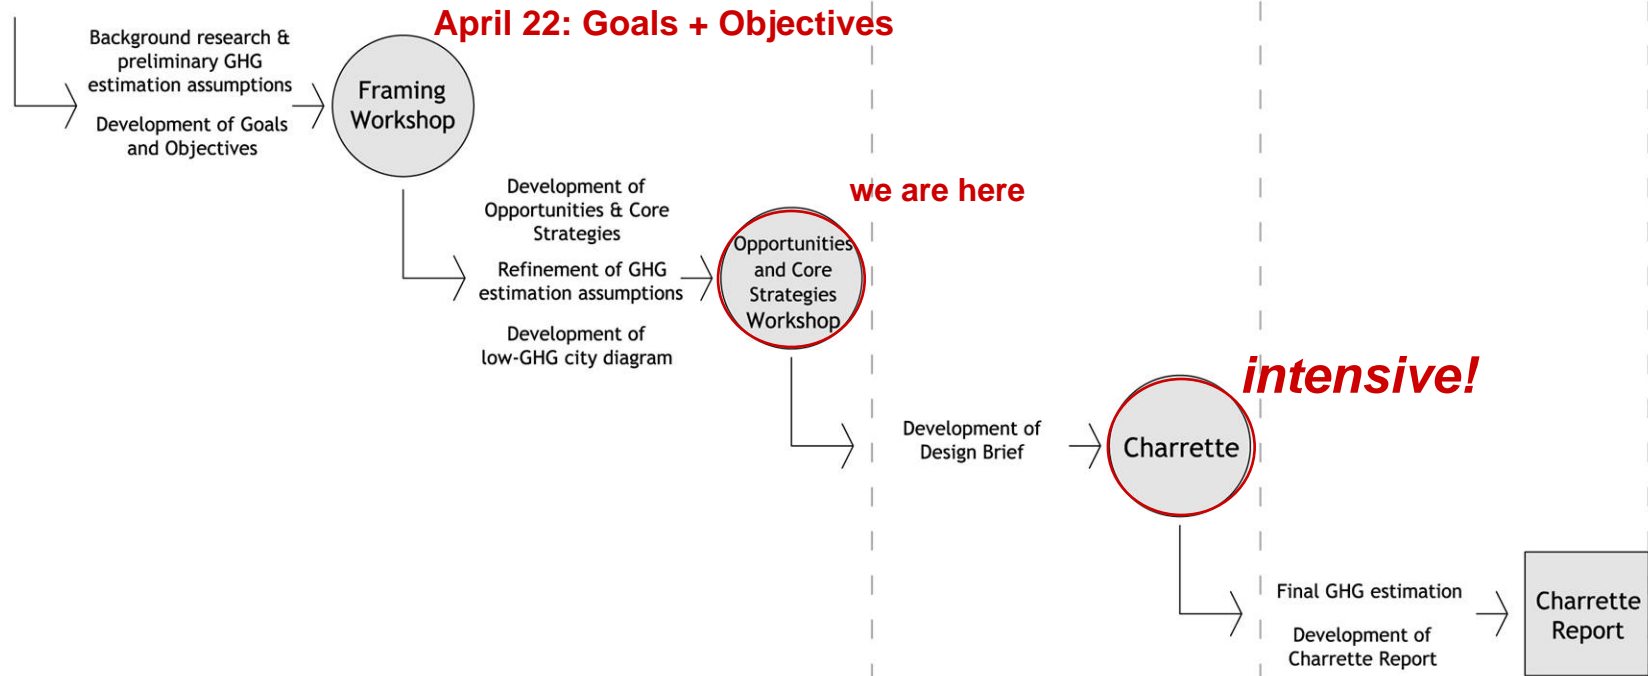 April 22: Goals + Objectives
Background research &
preliminary GHG
estimation assumptions
Development of Goals
and Objectives
Framing
Workshop
Development of
Opportunities & Core
Strategies
Refinement of GHG
estimation assumptions
Development of
low-GHG city diagram
we are here
Opportunities
and Core
Strategies
Workshop
Development of
Design Brief
intensive!
Charrette
Final GHG estimation
Development of
Charrette Report
Charrette
Report